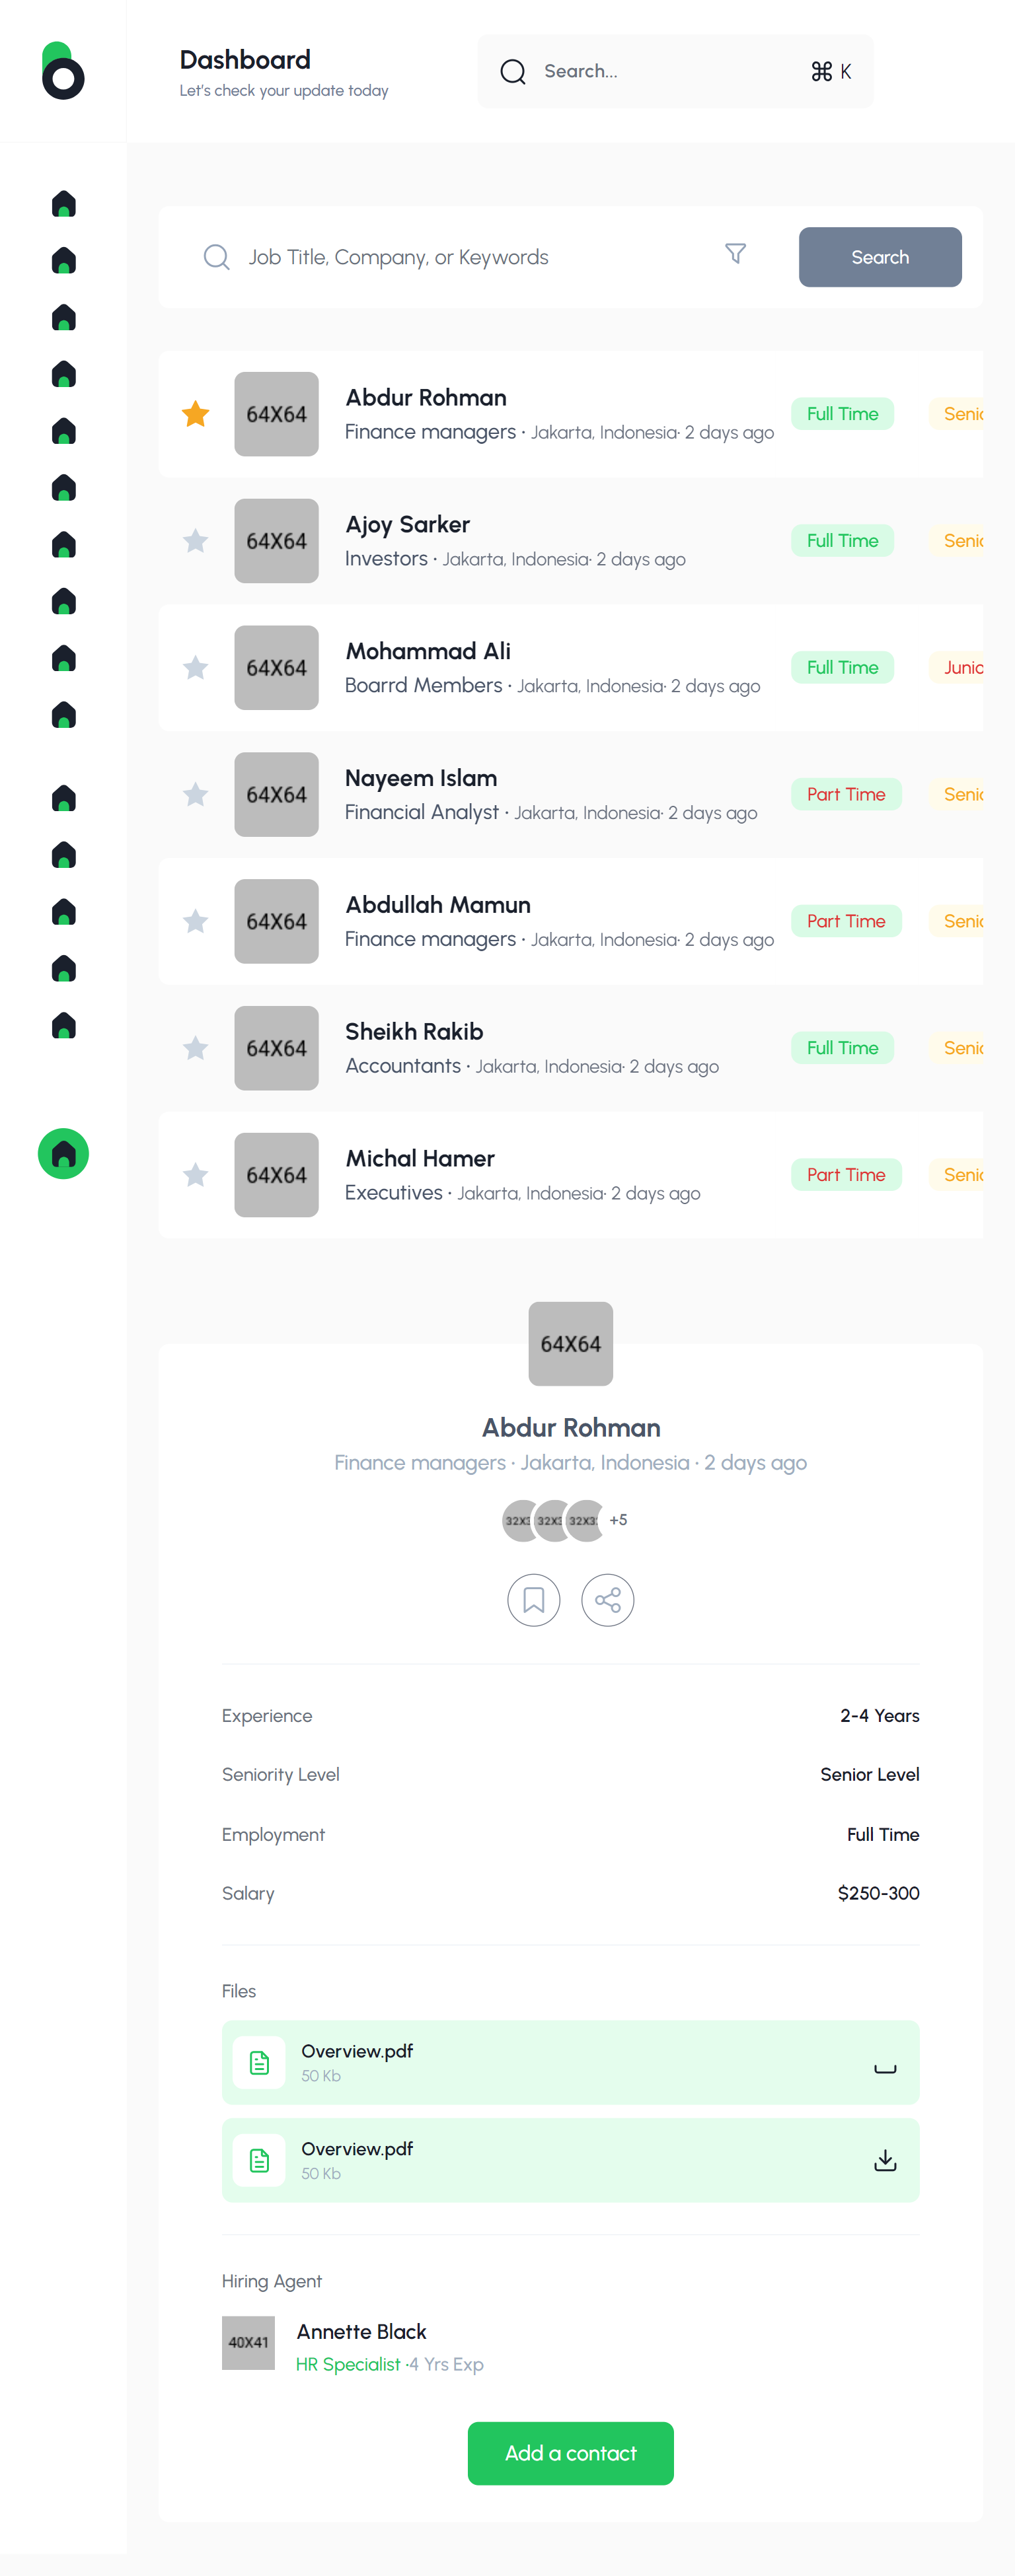 Dashboard
Let's check your update today
Search...
⌘ K
Job Title, Company, or Keywords
Search
64X64
Abdur Rohman
Finance managers · Jakarta, Indonesia· 2 days ago
Full Time
Senio
64X64
Ajoy Sarker
Investors · Jakarta, Indonesia· 2 days ago
Full Time
Senio
64X64
Mohammad Ali
Boarrd Members · Jakarta, Indonesia· 2 days ago
Full Time
Junio
64X64
Nayeem Islam
Financial Analyst · Jakarta, Indonesia· 2 days ago
Part Time
Senio
64X64
Abdullah Mamun
Finance managers · Jakarta, Indonesia· 2 days ago
Part Time
Senio
64X64
Sheikh Rakib
Accountants · Jakarta, Indonesia· 2 days ago
Full Time
Senio
64X64
Michal Hamer
Executives · Jakarta, Indonesia· 2 days ago
Part Time
Senio
64X64
Abdur Rohman
Finance managers · Jakarta, Indonesia · 2 days ago
32X3 32X3 32X3 +5
Experience 2-4 Years
Seniority Level Senior Level
Employment Full Time
Salary $250-300
Files
Overview.pdf
50 Kb
Overview.pdf
50 Kb
Hiring Agent
40X41
Annette Black
HR Specialist ·4 Yrs Exp
Add a contact